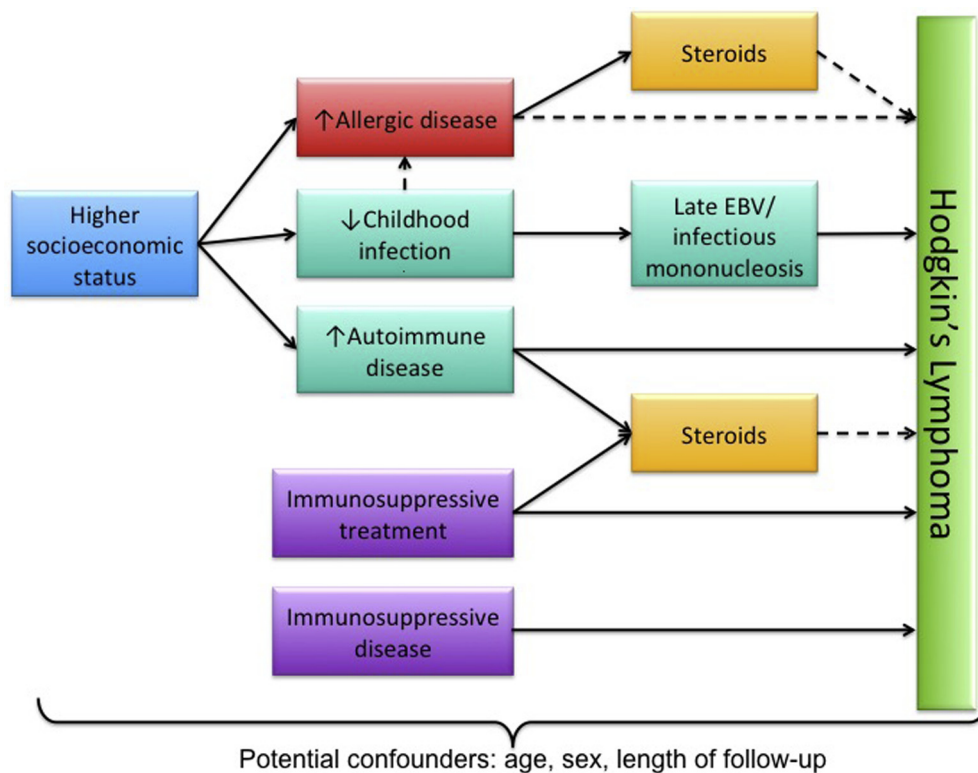 Steroids
↑Allergic disease
Higher
socioeconomic
status
↓Childhood
infection
Late EBV/
infectious
mononucleosis
↑Autoimmune
disease
Steroids
Immunosuppressive
treatment
Immunosuppressive
disease
Hodgkin's Lymphoma
Potential confounders: age, sex, length of follow-up